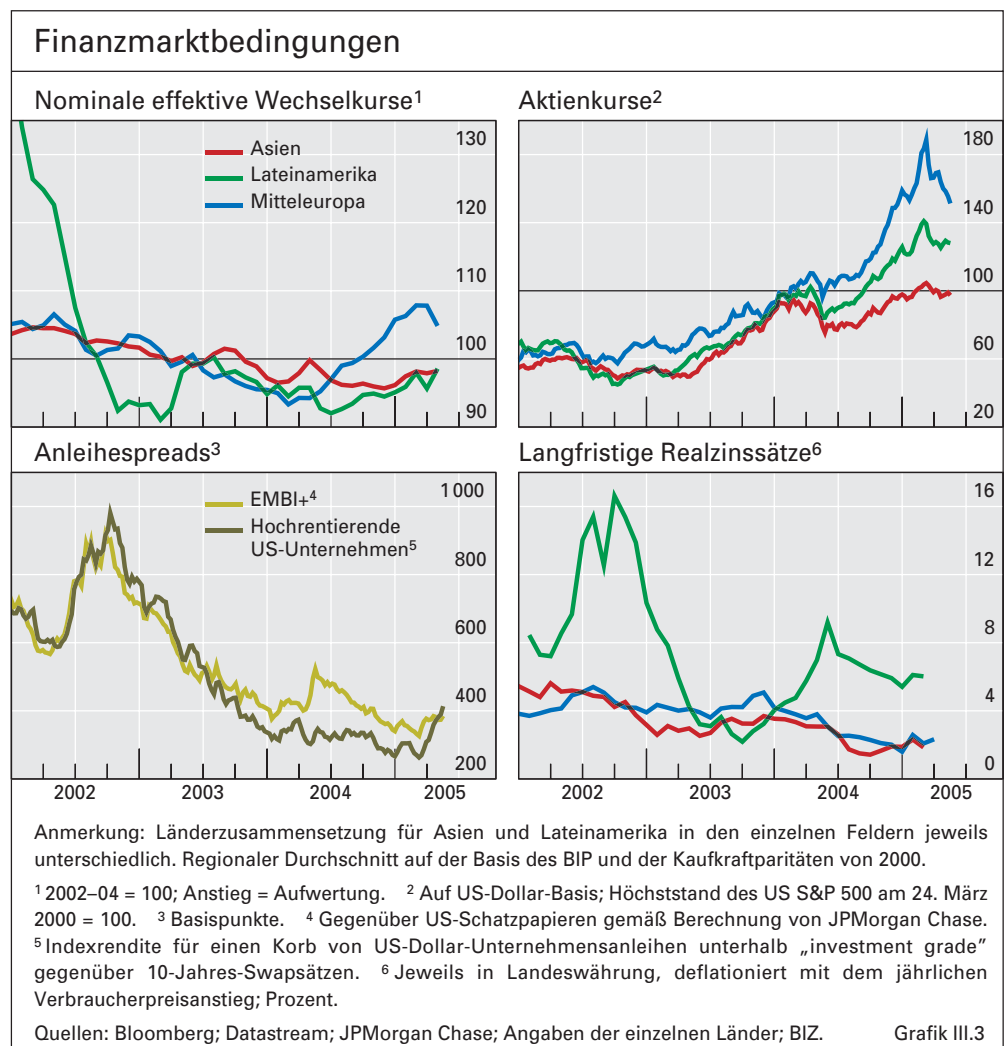 Finanzmarktbedingungen
Nominale effektive Wechselkurse¹
Asien
Lateinamerika
Mitteleuropa
130
120
110
100
90
Aktienkurse²
180
140
100
60
20
Anleihespreads³
EMBI+⁴
Hochrentierende
US-Unternehmen⁵
1 000
800
600
400
200
2002 2003 2004 2005
Langfristige Realzinssätze⁶
16
12
8
4
0
2002 2003 2004 2005
Anmerkung: Länderzusammensetzung für Asien und Lateinamerika in den einzelnen Feldern jeweils
unterschiedlich. Regionaler Durchschnitt auf der Basis des BIP und der Kaufkraftparitäten von 2000.
¹ 2002–04 = 100; Anstieg = Aufwertung. ² Auf US-Dollar-Basis; Höchststand des US S&P 500 am 24. März
2000 = 100. ³ Basispunkte. ⁴ Gegenüber US-Schatzpapieren gemäß Berechnung von JPMorgan Chase.
⁵ Indexrendite für einen Korb von US-Dollar-Unternehmensanleihen unterhalb „investment grade”
gegenüber 10-Jahres-Swapsätzen. ⁶ Jeweils in Landeswährung, deflationiert mit dem jährlichen
Verbraucherpreisanstieg; Prozent.
Quellen: Bloomberg; Datastream; JPMorgan Chase; Angaben der einzelnen Länder; BIZ. Grafik III.3